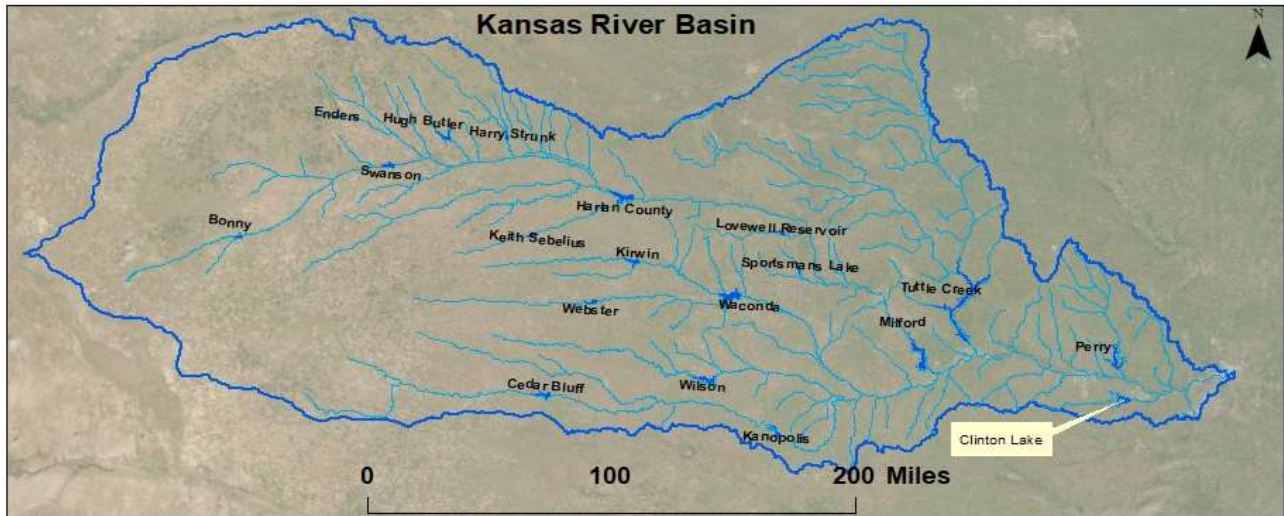 Kansas River Basin
N
Enders
Hugh Butler
Harry Strunk
Swanson
Bonny
Harlan County
Lovewell Reservoir
Keith Sebelius
Kirwin
Sportsmans Lake
Tuttle Creek
Webster
Waconda
Milford
Perry
Cedar Bluff
Wilson
Kanopolis
Clinton Lake
0 100 200 Miles